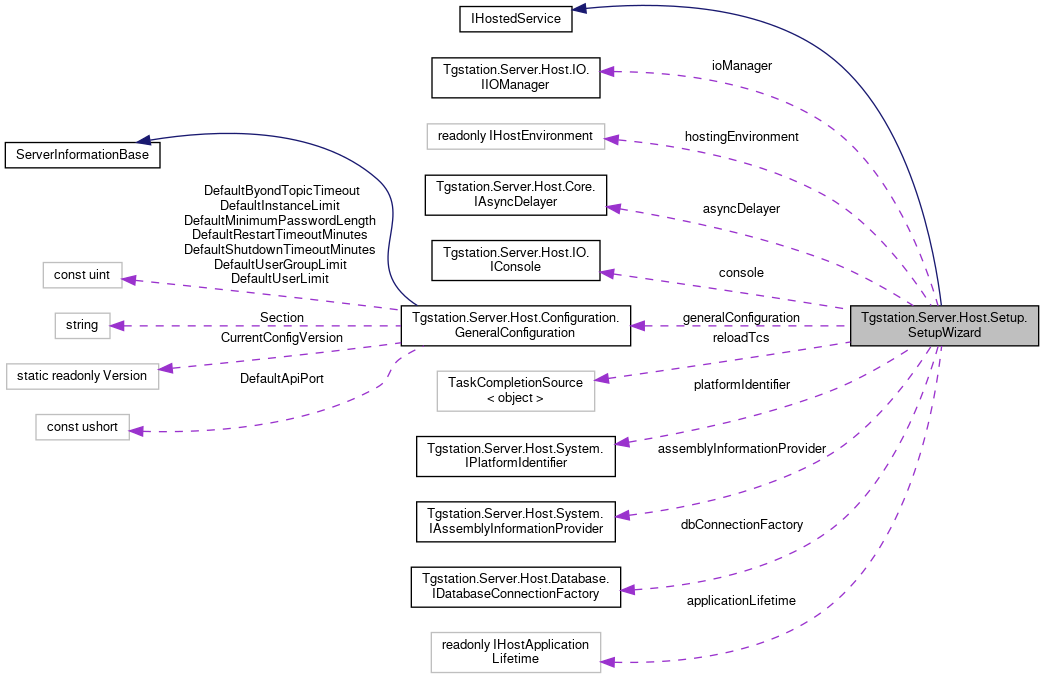 IHostedService
Tgstation.Server.Host.IO.
IIOManager
ioManager
readonly IHostEnvironment
hostingEnvironment
ServerInformationBase
Tgstation.Server.Host.Core.
IAsyncDelayer
asyncDelayer
DefaultByondTopicTimeout
DefaultInstanceLimit
DefaultMinimumPasswordLength
DefaultRestartTimeoutMinutes
DefaultShutdownTimeoutMinutes
DefaultUserGroupLimit
DefaultUserLimit
const uint
Tgstation.Server.Host.IO.
IConsole
console
string
Section
Tgstation.Server.Host.Configuration.
GeneralConfiguration
generalConfiguration
Tgstation.Server.Host.Setup.
SetupWizard
CurrentConfigVersion
reloadTcs
static readonly Version
DefaultApiPort
const ushort
TaskCompletionSource
< object >
platformIdentifier
Tgstation.Server.Host.System.
IPlatformIdentifier
assemblyInformationProvider
Tgstation.Server.Host.System.
IAssemblyInformationProvider
dbConnectionFactory
Tgstation.Server.Host.Database.
IDatabaseConnectionFactory
applicationLifetime
readonly IHostApplication
Lifetime